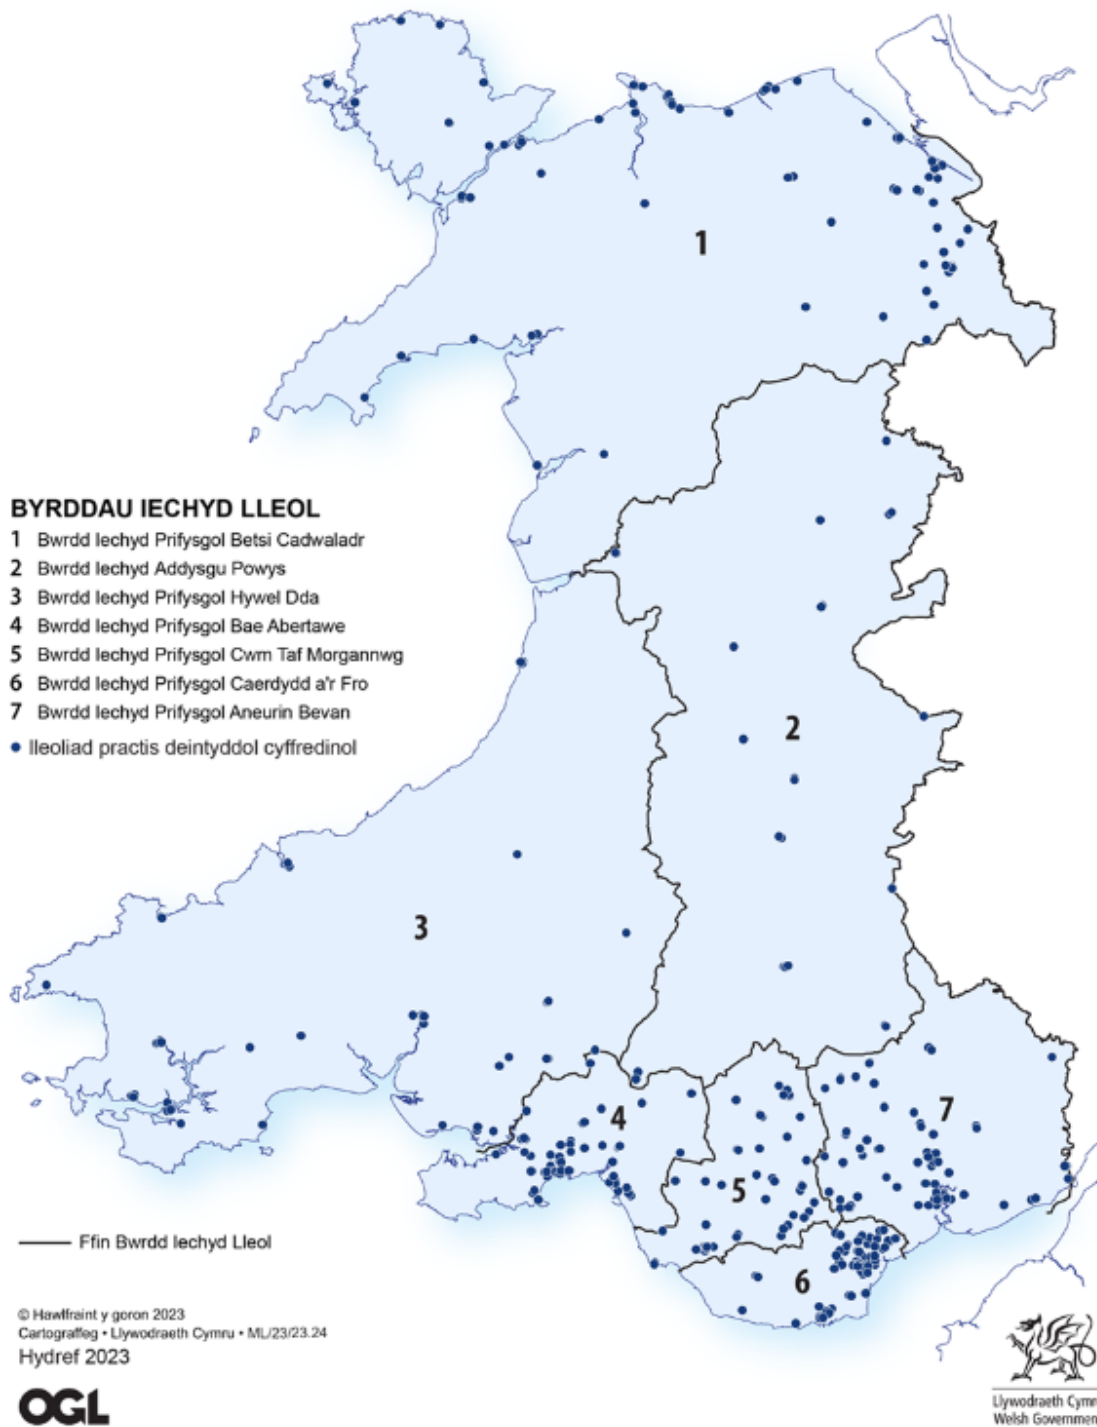 1
2
3
4
5
6
7
BYRDDAU IECHYD LLEOL
1 Bwrdd Iechyd Prifysgol Betsi Cadwaladr
2 Bwrdd Iechyd Addysgu Powys
3 Bwrdd Iechyd Prifysgol Hywel Dda
4 Bwrdd Iechyd Prifysgol Bae Abertawe
5 Bwrdd Iechyd Prifysgol Cwm Taf Morgannwg
6 Bwrdd Iechyd Prifysgol Caerdydd a'r Fro
7 Bwrdd Iechyd Prifysgol Aneurin Bevan
lleoliad practis deintyddol cyffredinol
Ffin Bwrdd Iechyd Lleol
© Hawlfraint y goron 2023
Cartograffeg • Llywodraeth Cymru • ML/23/23.24
Hydref 2023
OGL
Llywodraeth Cymr
Welsh Governmen